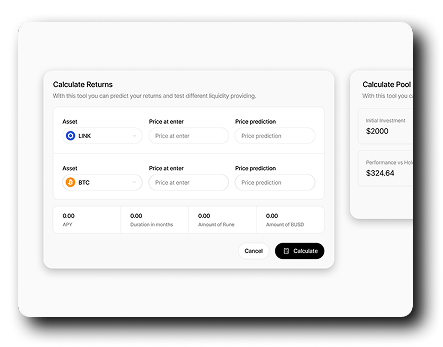 Calculate Returns
With this tool you can predict your returns and test different liquidity providing.
Asset Price at enter Price prediction
LINK Price at enter Price prediction
Asset Price at enter Price prediction
BTC Price at enter Price prediction
0.00 0.00 0.00 0.00
APY Duration in months Amount of Rune Amount of EUSD
Cancel Calculate
Calculate Pool
With this tool you
Initial Investment
$2000
Performance vs
$324.64